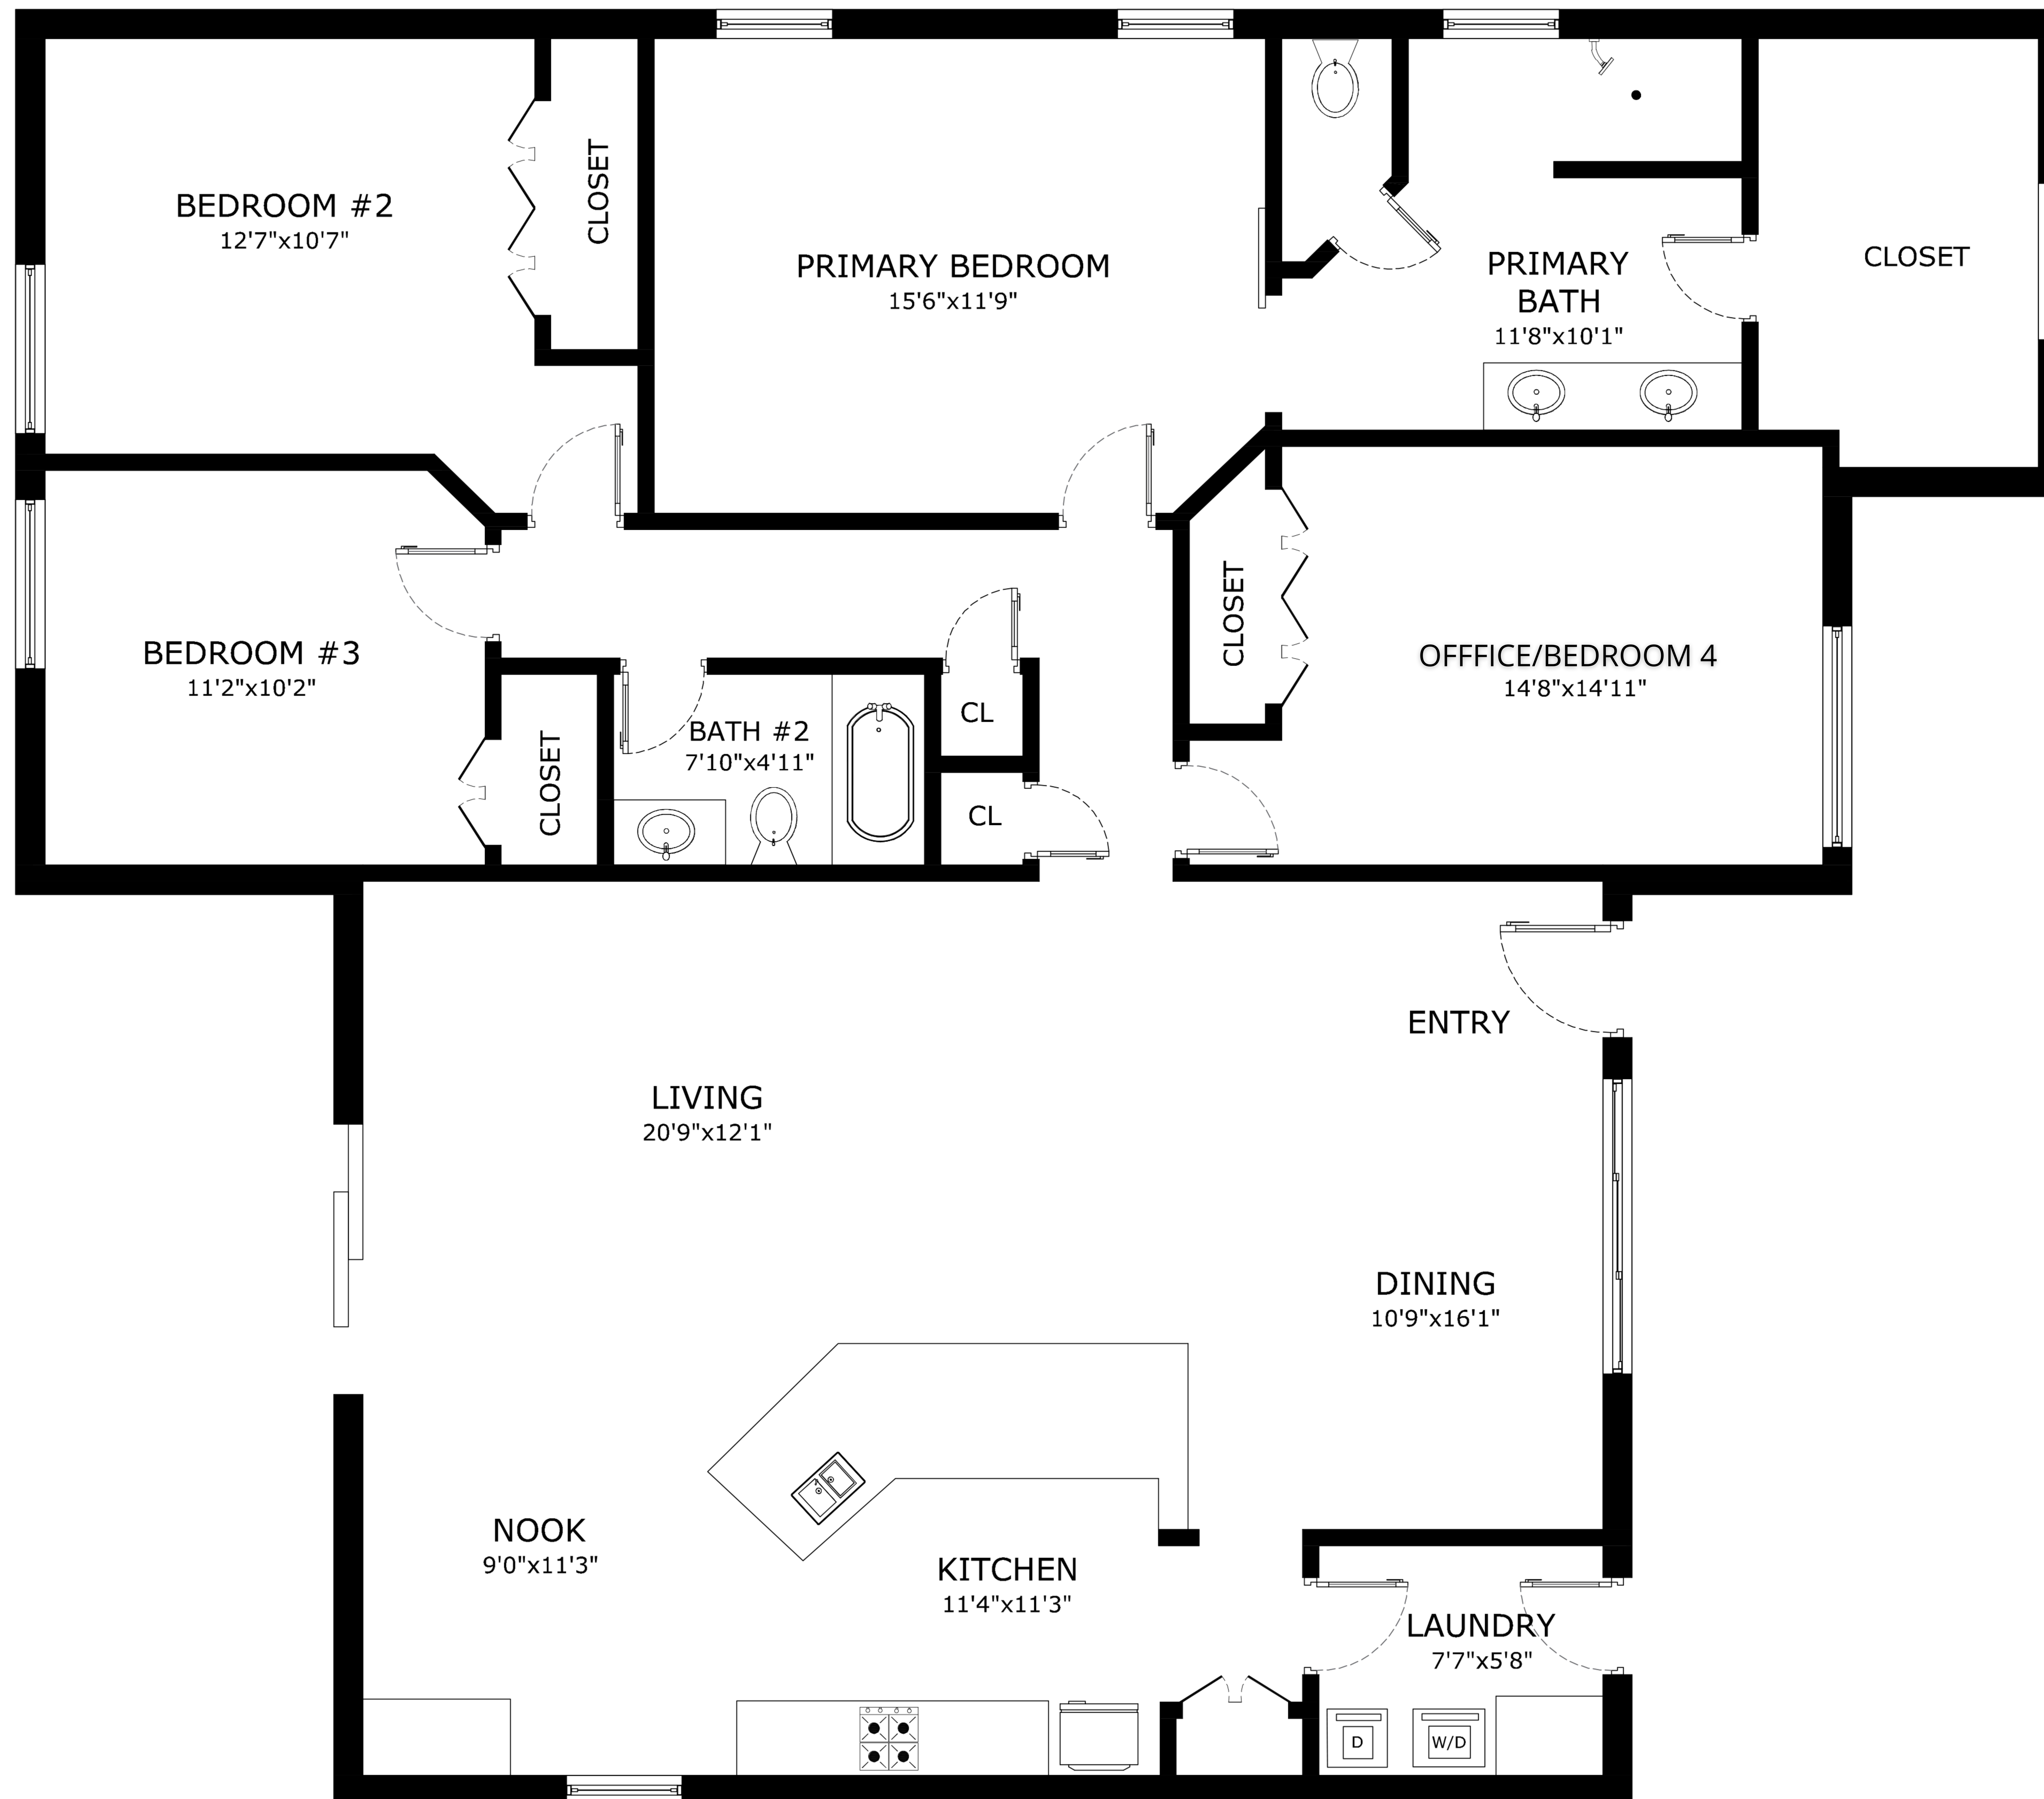 BEDROOM #2
12'7"x10'7"
CLOSET
PRIMARY BEDROOM
15'6"x11'9"
PRIMARY
BATH
11'8"x10'1"
CLOSET
BEDROOM #3
11'2"x10'2"
CLOSET
BATH #2
7'10"x4'11"
CL
CL
CLOSET
OFFFICE/BEDROOM 4
14'8"x14'11"
ENTRY
LIVING
20'9"x12'1"
DINING
10'9"x16'1"
NOOK
9'0"x11'3"
KITCHEN
11'4"x11'3"
LAUNDRY
7'7"x5'8"
D
W/D